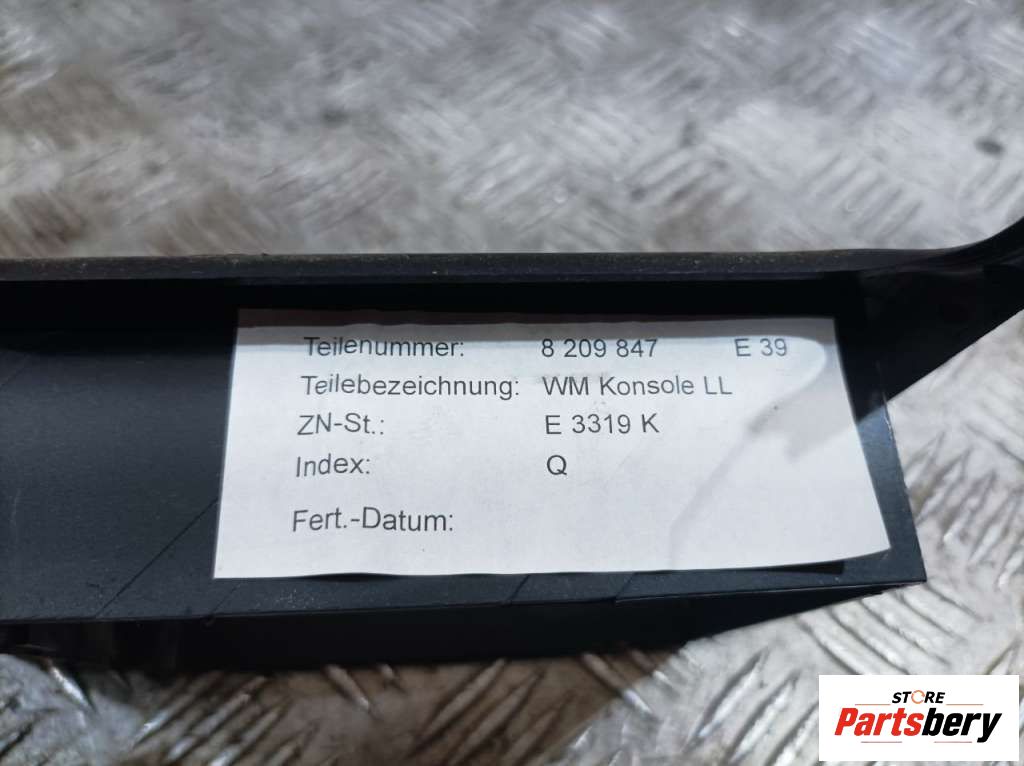 Teilenummer: 8 209 847 E 39
Teilebezeichnung: WM Konsole LL
ZN-St.: E 3319 K
Index: Q
Fert.-Datum:
STORE
Partsbery